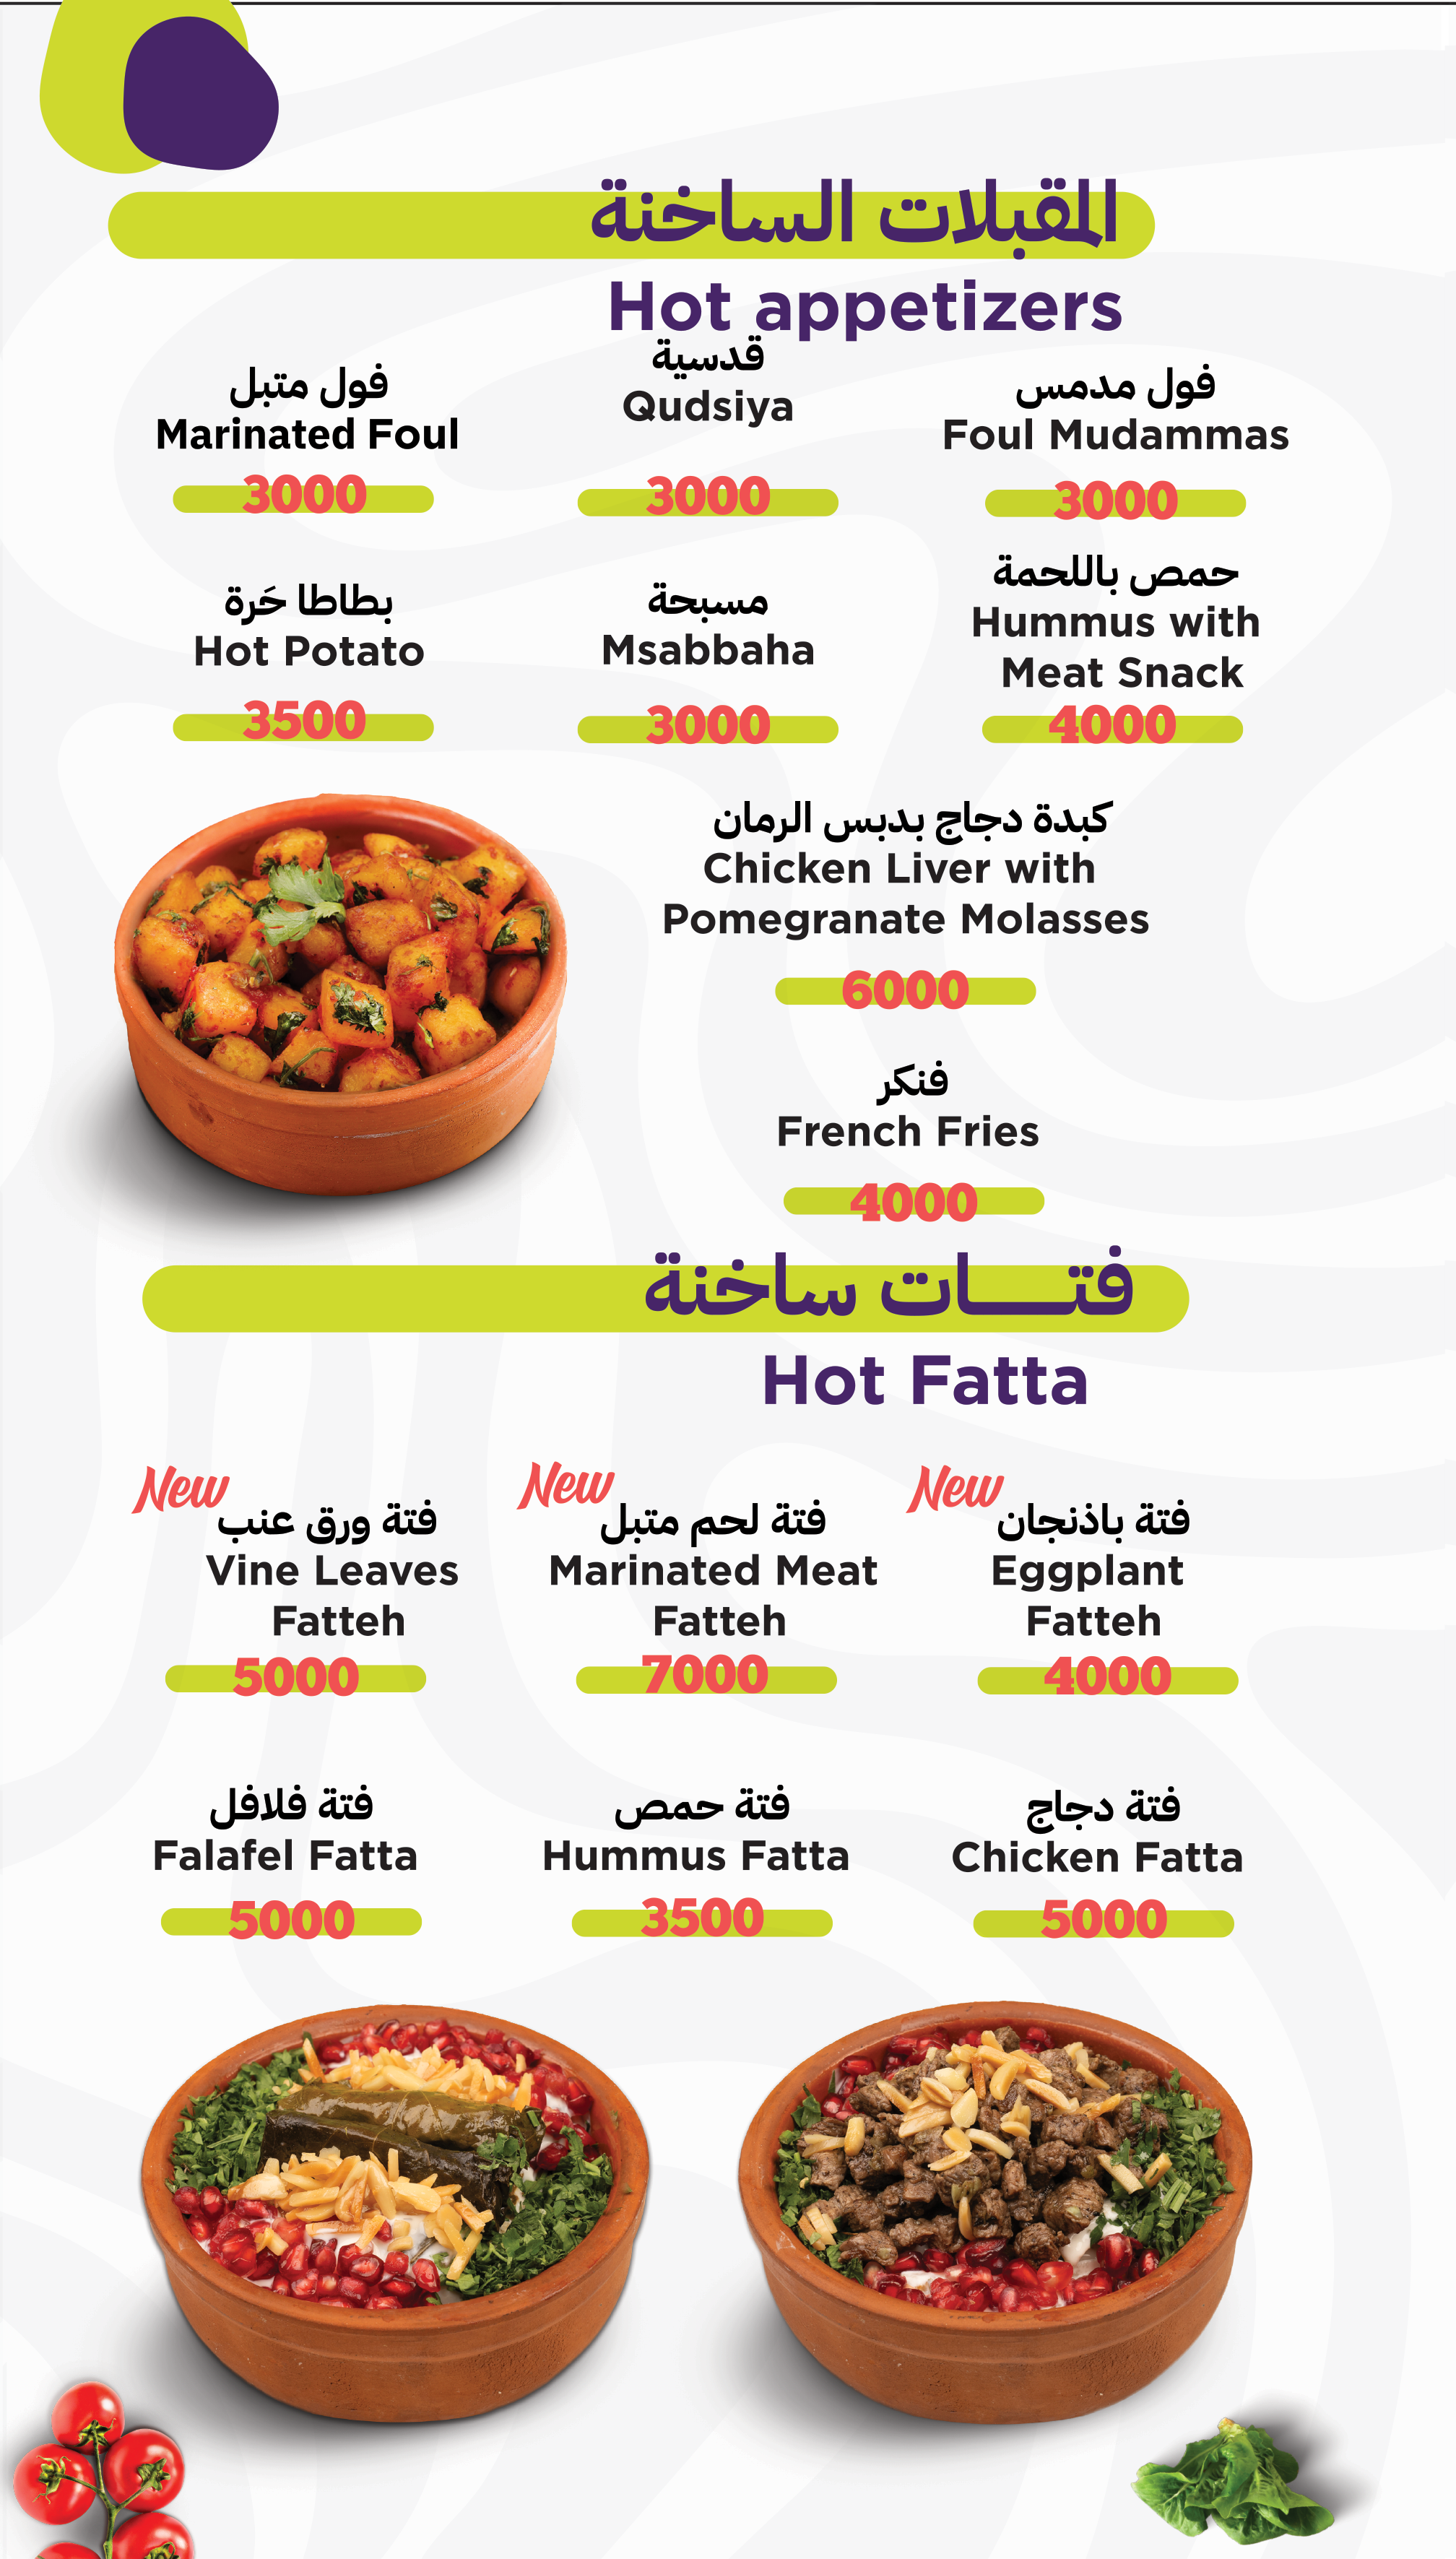 المقبلات الساخنة
Hot appetizers
فول متبل
Marinated Foul
3000
قدسية
Qudsiya
3000
فول مدمس
Foul Mudammas
3000
بطاطا حَرة
Hot Potato
3500
مسبحة
Msabbaha
3000
حمص باللحمة
Hummus with
Meat Snack
4000
كبدة دجاج بدبس الرمان
Chicken Liver with
Pomegranate Molasses
6000
فنكر
French Fries
4000
فتـــات ساخنة
Hot Fatta
New
فتة ورق عنب
Vine Leaves
Fatteh
5000
New
فتة لحم متبل
Marinated Meat
Fatteh
7000
New
فتة باذنجان
Eggplant
Fatteh
4000
فتة فلافل
Falafel Fatta
5000
فتة حمص
Hummus Fatta
3500
فتة دجاج
Chicken Fatta
5000